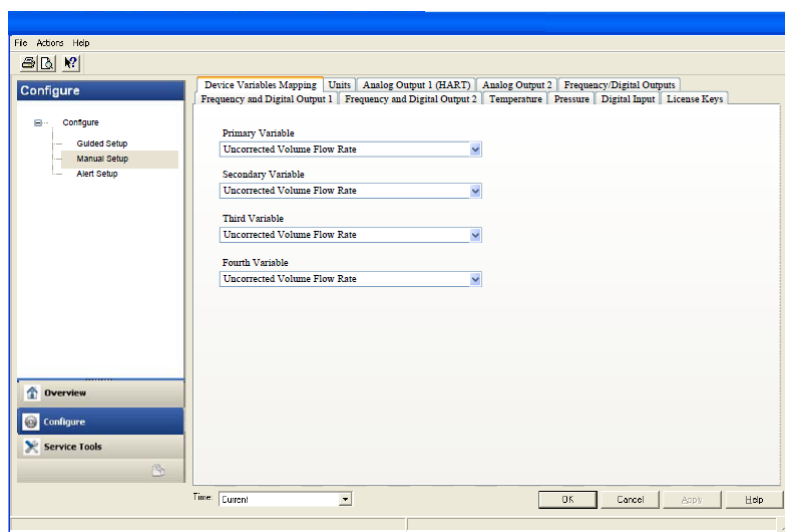 File Actions Help
Configure
Configure
Guided Setup
Manual Setup
Alert Setup
Overview
Configure
Service Tools
Device Variables Mapping Units Analog Output 1 (HART) Analog Output 2 Frequency/Digital Outputs
Frequency and Digital Output 1 Frequency and Digital Output 2 Temperature Pressure Digital Input License Keys
Primary Variable
Uncorrected Volume Flow Rate
Secondary Variable
Uncorrected Volume Flow Rate
Third Variable
Uncorrected Volume Flow Rate
Fourth Variable
Uncorrected Volume Flow Rate
Time: Current
OK Cancel Apply Help